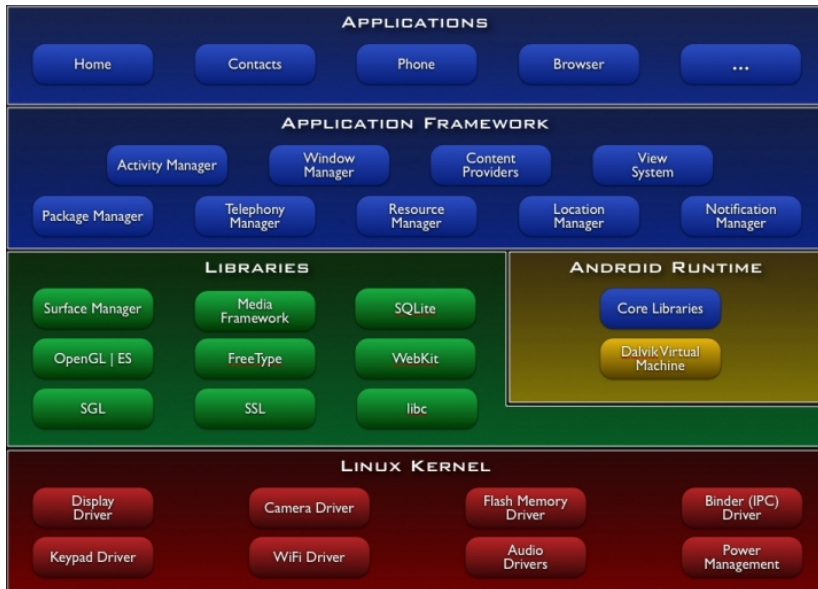 APPLICATIONS
Home
Contacts
Phone
Browser
...
APPLICATION FRAMEWORK
Activity Manager
Window
Manager
Content
Providers
View
System
Package Manager
Telephony
Manager
Resource
Manager
Location
Manager
Notification
Manager
LIBRARIES
Surface Manager
Media
Framework
SQLite
OpenGL | ES
FreeType
WebKit
SGL
SSL
libc
ANDROID RUNTIME
Core Libraries
Dalvik Virtual
Machine
LINUX KERNEL
Display
Driver
Camera Driver
Flash Memory
Driver
Binder (IPC)
Driver
Keypad Driver
WiFi Driver
Audio
Drivers
Power
Management